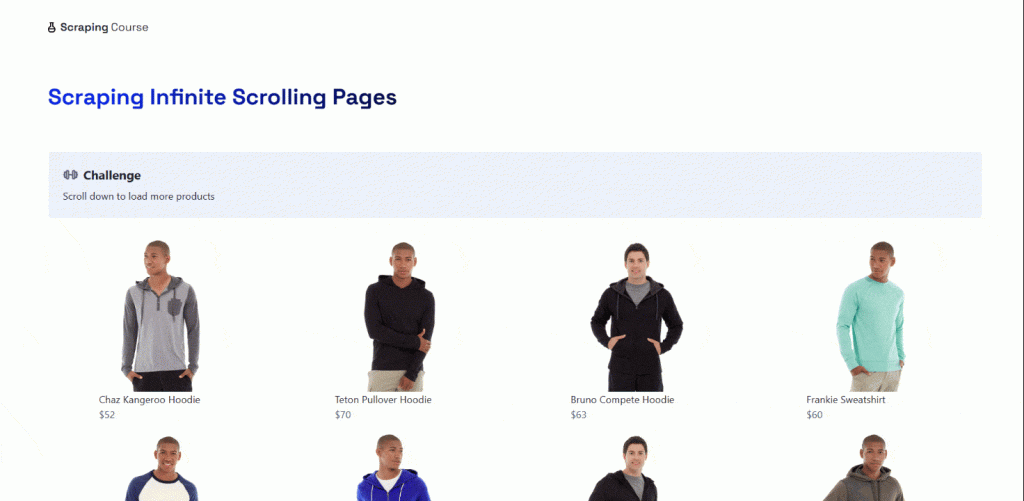 Scraping Course
Scraping Infinite Scrolling Pages
Challenge
Scroll down to load more products
Chaz Kangeroo Hoodie
$52
Teton Pullover Hoodie
$70
Bruno Compete Hoodie
$63
Frankie Sweatshirt
$60